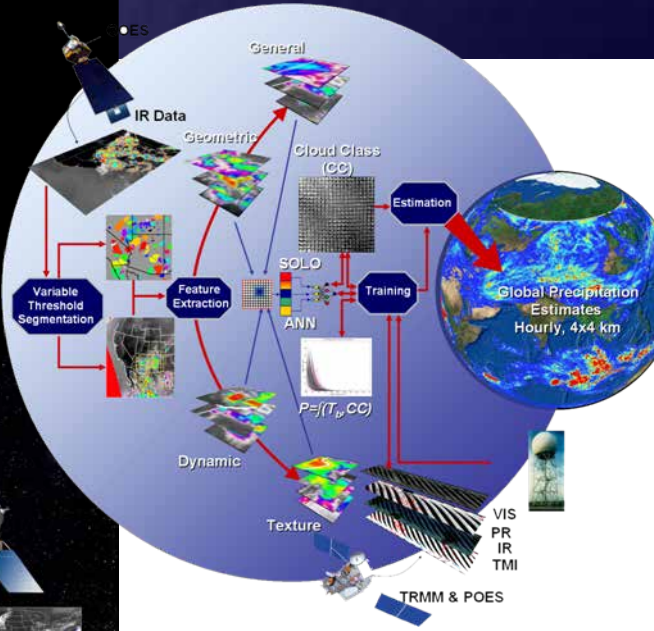 OES
IR Data
General
Geometric
Cloud Class
(CC)
Estimation
Variable
Threshold
Segmentation
Feature
Extraction
SOLO
ANN
Training
Global Precipitation
Estimates
Hourly, 4x4 km
P=∫(Tb,CC)
Dynamic
Texture
VIS
PR
IR
TMI
TRMM & POES